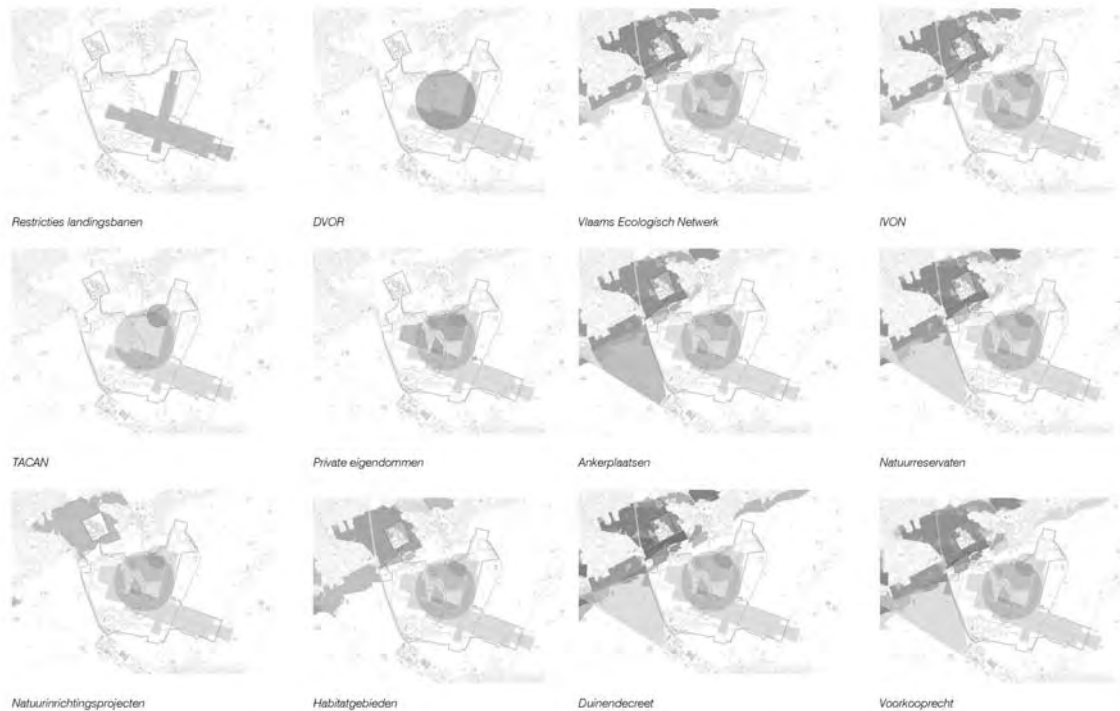 Restricties landingsbanen
DVOR
Vlaams Ecologisch Netwerk
IVON
TACAN
Private eigendommen
Ankerplaatsen
Natuurreservaten
Natuurinrichtingsprojecten
Habitatgebieden
Duinendecreet
Voorkooprecht